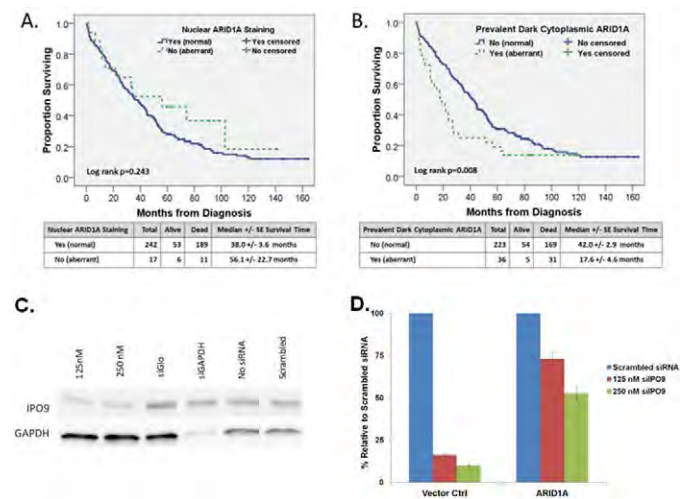 A.
Nuclear ARID1A Staining
Yes (normal) Yes censored
No (aberrant) No censored
Proportion Surviving
1.0
0.8
0.6
0.4
0.2
0.0
Log rank p=0.243
0 20 40 60 80 100 120 140 160
Months from Diagnosis
Nuclear ARID1A Staining Total Alive Dead Median +/- SE Survival Time
Yes (normal) 242 53 189 38.0 +/- 3.6 months
No (aberrant) 17 6 11 56.1 +/- 22.7 months
B.
Prevalent Dark Cytoplasmic ARID1A
No (normal) No censored
Yes (aberrant) Yes censored
Proportion Surviving
1.0
0.8
0.6
0.4
0.2
0.0
Log rank p=0.008
0 20 40 60 80 100 120 140 160
Months from Diagnosis
Prevalent Dark Cytoplasmic ARID1A Total Alive Dead Median +/- SE Survival Time
No (normal) 223 54 169 42.0 +/- 2.9 months
Yes (aberrant) 36 5 31 17.6 +/- 4.6 months
C.
125nM 250 nM siGlo siGAPDH No siRNA Scrambled
IPO9
GAPDH
D.
% Relative to Scrambled siRNA
100
75
50
25
0
Vector Ctrl ARID1A
Scrambled siRNA
125 nM siIPO9
250 nM siIPO9